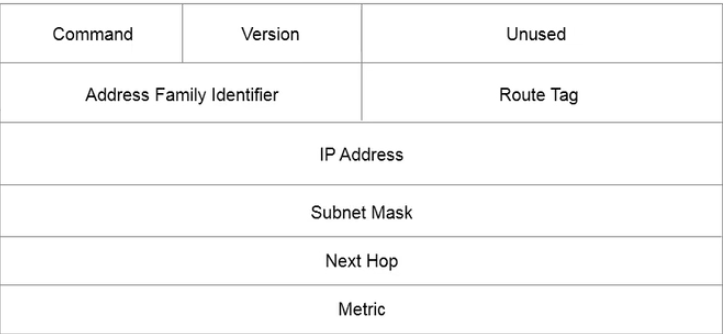 Command Version Unused
Address Family Identifier Route Tag
IP Address
Subnet Mask
Next Hop
Metric